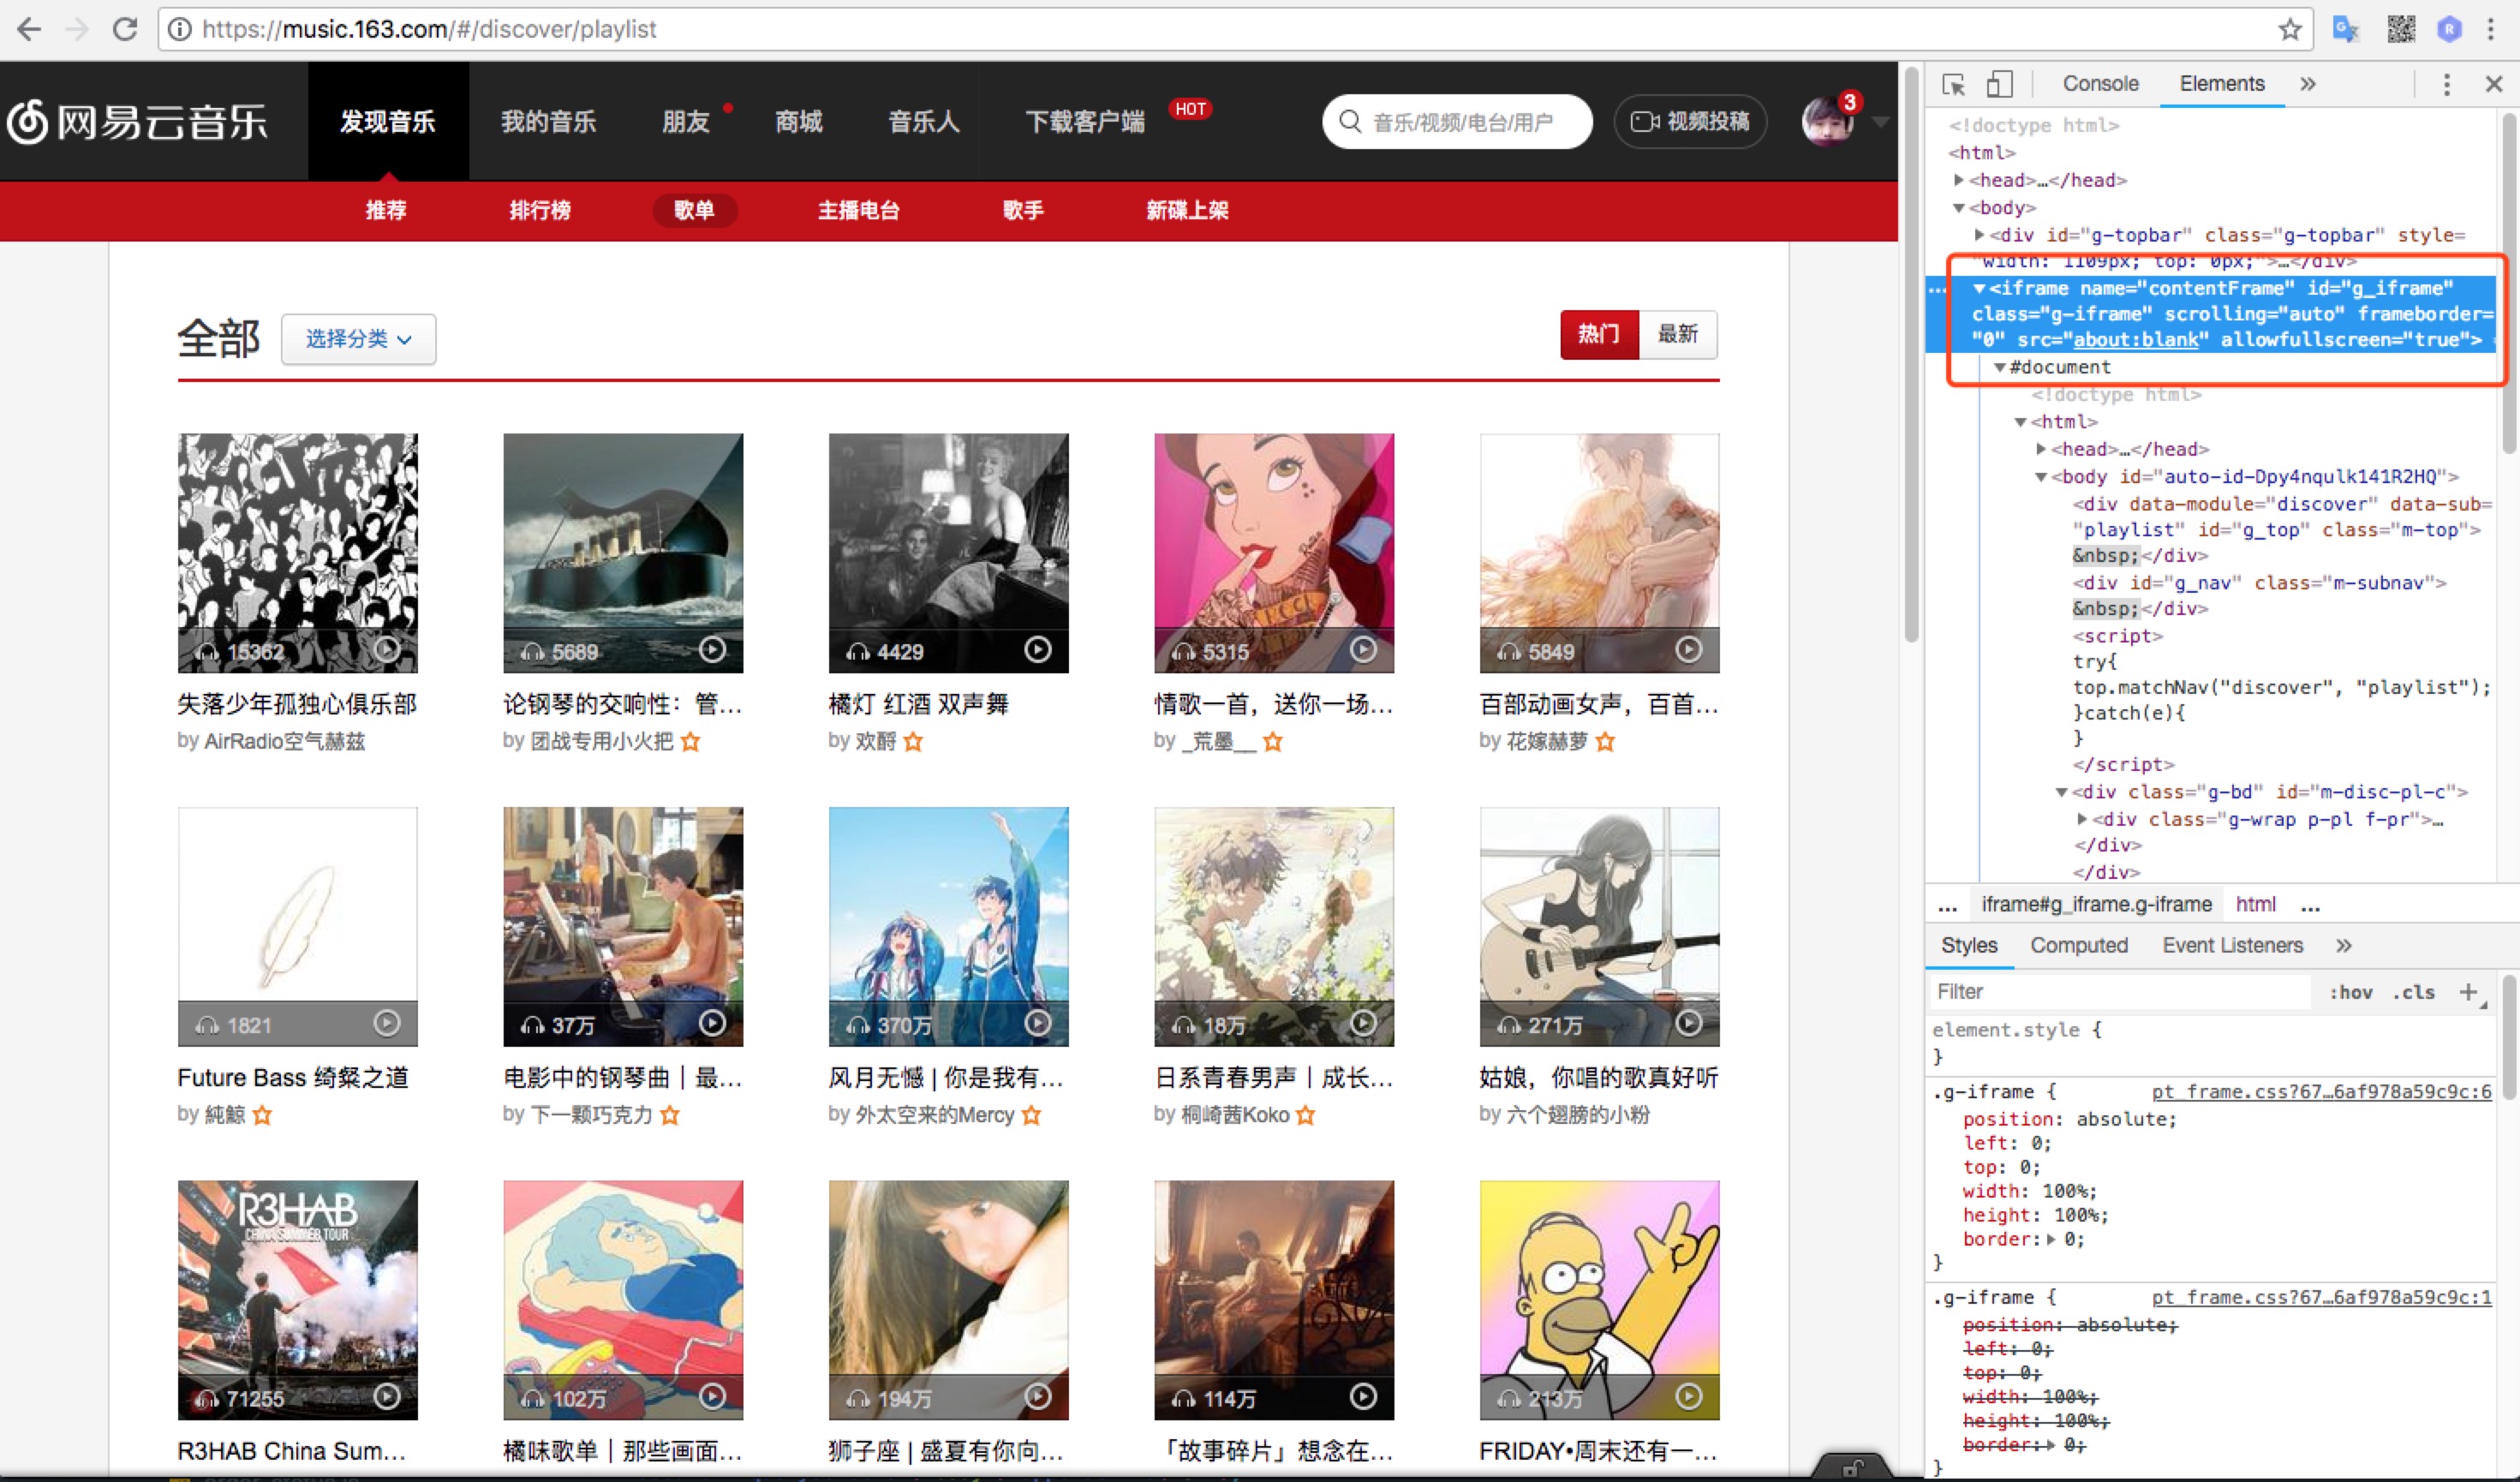 https://music.163.com/#/discover/playlist
网易云音乐
发现音乐
我的音乐
朋友
商城
音乐人
下载客户端
HOT
音乐/视频/电台/用户
视频投稿
3
推荐
排行榜
歌单
主播电台
歌手
新碟上架
全部
选择分类
热门
最新
15362
5689
4429
5315
5849
失落少年孤独心俱乐部
论钢琴的交响性：管...
橘灯 红酒 双声舞
情歌一首，送你一场...
百部动画女声，百首...
by AirRadio空气赫兹
by 团战专用小火把
by 欢爵
by _荒墨__
by 花嫁赫萝
1821
37万
370万
18万
271万
Future Bass 绮粲之道
电影中的钢琴曲｜最...
风月无憾 | 你是我有...
日系青春男声｜成长...
姑娘，你唱的歌真好听
by 純鲸
by 下一颗巧克力
by 外太空来的Mercy
by 桐崎茜Koko
by 六个翅膀的小粉
R3HAB
CHINA SUMMER TOUR
71255
102万
194万
114万
213万
R3HAB China Sum...
橘味歌单｜那些画面...
狮子座 | 盛夏有你向...
「故事碎片」想念在...
FRIDAY•周末还有一...
Console
Elements
<!doctype html>
<html>
<head>…</head>
<body>
<div id="g-topbar" class="g-topbar" style=
"width: 1109px; top: 0px;">…</div>
<iframe name="contentFrame" id="g_iframe"
class="g-iframe" scrolling="auto" frameborder=
"0" src="about:blank" allowfullscreen="true">
#document
<!doctype html>
<html>
<head>…</head>
<body id="auto-id-Dpy4nqulk141R2HQ">
<div data-module="discover" data-sub=
"playlist" id="g_top" class="m-top">
&nbsp;</div>
<div id="g_nav" class="m-subnav">
&nbsp;</div>
<script>
try{
top.matchNav("discover", "playlist");
}catch(e){
}
</script>
<div class="g-bd" id="m-disc-pl-c">
<div class="g-wrap p-pl f-pr">…
</div>
</div>
... iframe#g_iframe.g-iframe html ...
Styles
Computed
Event Listeners
Filter
:hov .cls +
element.style {
}
.g-iframe { pt_frame.css?67…6af978a59c9c:6
position: absolute;
left: 0;
top: 0;
width: 100%;
height: 100%;
border: 0;
}
.g-iframe { pt_frame.css?67…6af978a59c9c:1
position: absolute;
left: 0;
top: 0;
width: 100%;
height: 100%;
border: 0;
}